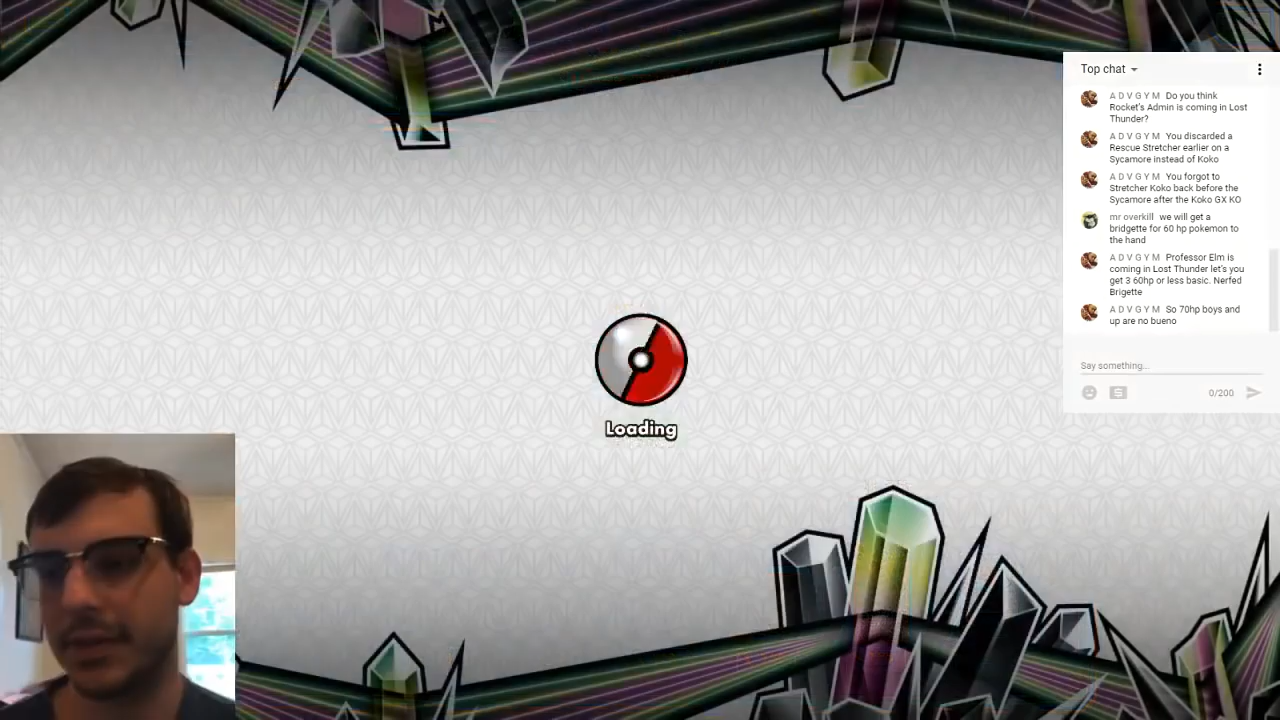 Top chat
A D V G Y M Do you think
Rocket's Admin is coming in Lost
Thunder?
A D V G Y M You discarded a
Rescue Stretcher earlier on a
Sycamore instead of Koko
A D V G Y M You forgot to
Stretcher Koko back before the
Sycamore after the Koko GX KO
mr overkill we will get a
bridgette for 60 hp pokemon to
the hand
A D V G Y M Professor Elm is
coming in Lost Thunder let's you
get 3 60hp or less basic. Nerfed
Brigette
A D V G Y M So 70hp boys and
up are no bueno
Say something...
0/200
Loading